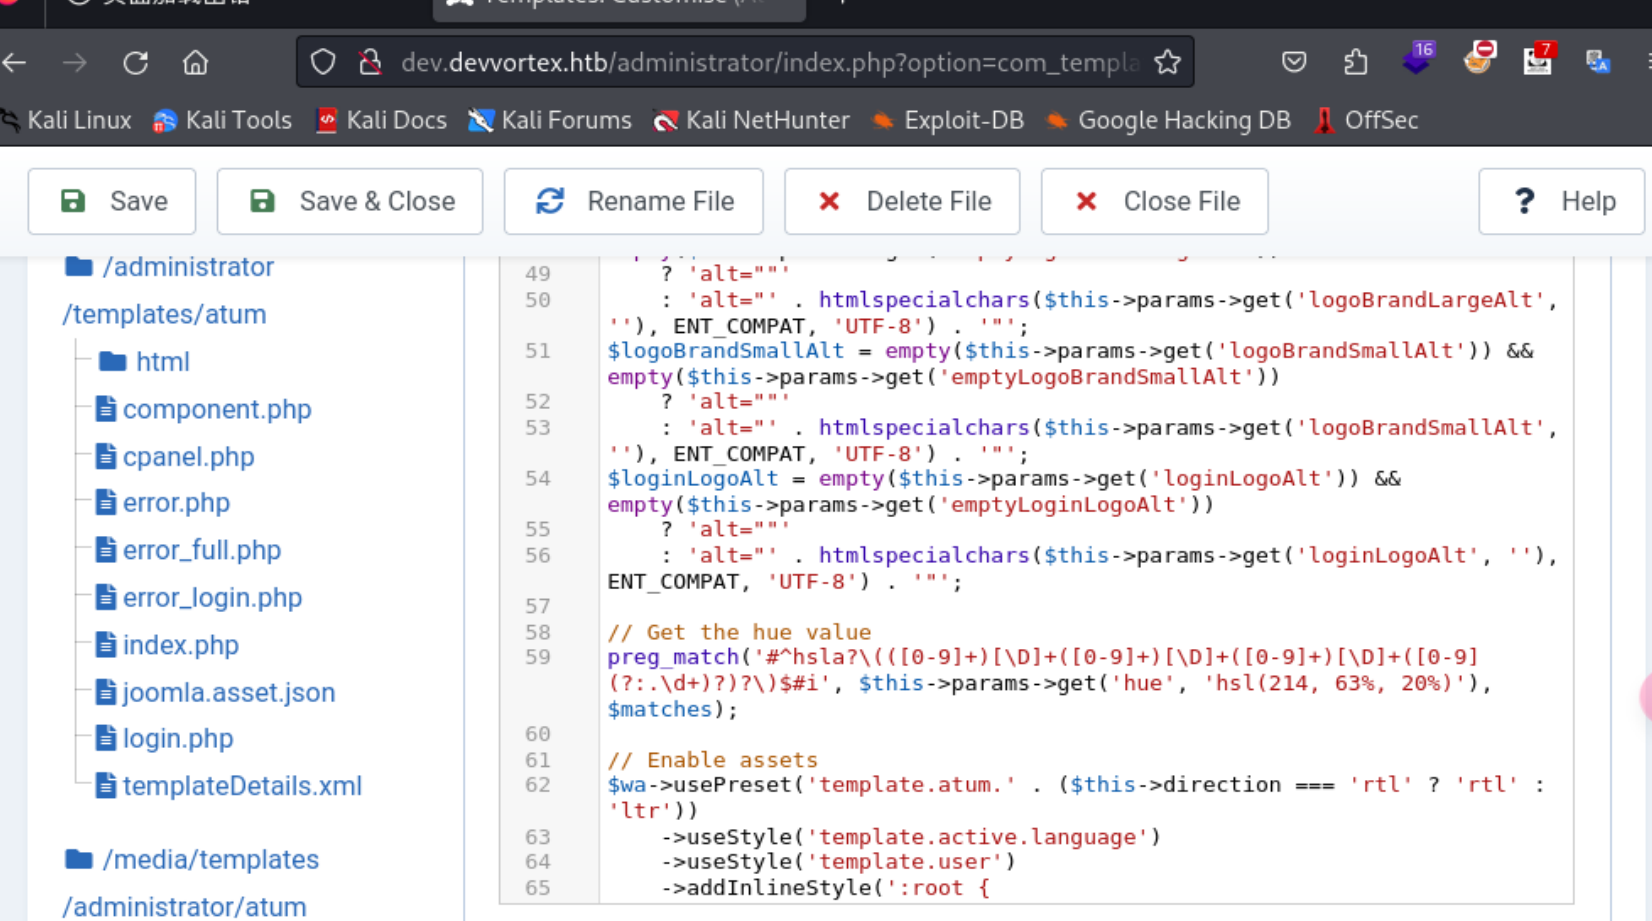 Templates: Customise (A
dev.devvortex.htb/administrator/index.php?option=com_templa
16
7
Kali Linux
Kali Tools
Kali Docs
Kali Forums
Kali NetHunter
Exploit-DB
Google Hacking DB
OffSec
Save
Save & Close
Rename File
Delete File
Close File
? Help
/administrator
/templates/atum
html
component.php
cpanel.php
error.php
error_full.php
error_login.php
index.php
joomla.asset.json
login.php
templateDetails.xml
/media/templates
/administrator/atum
49 ? 'alt=""'
50 : 'alt="' . htmlspecialchars($this->params->get('logoBrandLargeAlt',
''), ENT_COMPAT, 'UTF-8') . '"';
51 $logoBrandSmallAlt = empty($this->params->get('logoBrandSmallAlt')) &&
empty($this->params->get('emptyLogoBrandSmallAlt'))
52 ? 'alt=""'
53 : 'alt="' . htmlspecialchars($this->params->get('logoBrandSmallAlt',
''), ENT_COMPAT, 'UTF-8') . '"';
54 $loginLogoAlt = empty($this->params->get('loginLogoAlt')) &&
empty($this->params->get('emptyLoginLogoAlt'))
55 ? 'alt=""'
56 : 'alt="' . htmlspecialchars($this->params->get('loginLogoAlt', ''),
ENT_COMPAT, 'UTF-8') . '"';
57
58 // Get the hue value
59 preg_match('#^hsla?\(([0-9]+)[\D]+([0-9]+)[\D]+([0-9]+)[\D]+([0-9]
(?:.\d+)?)?\)$#i', $this->params->get('hue', 'hsl(214, 63%, 20%)'),
$matches);
60
61 // Enable assets
62 $wa->usePreset('template.atum.' . ($this->direction === 'rtl' ? 'rtl' :
'ltr'))
63 ->useStyle('template.active.language')
64 ->useStyle('template.user')
65 ->addInlineStyle(':root {